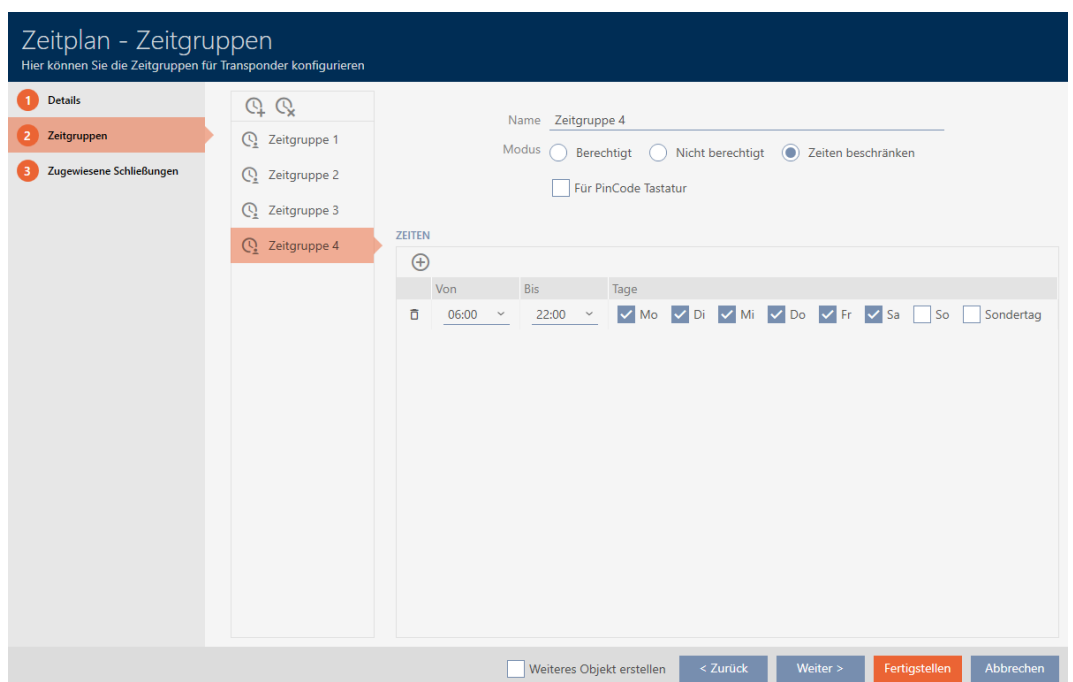 Zeitplan - Zeitgruppen
Hier können Sie die Zeitgruppen für Transponder konfigurieren
1 Details
2 Zeitgruppen
3 Zugewiesene Schließungen
Zeitgruppe 1
Zeitgruppe 2
Zeitgruppe 3
Zeitgruppe 4
Name Zeitgruppe 4
Modus Berechtigt Nicht berechtigt Zeiten beschränken
Für PinCode Tastatur
ZEITEN
Von Bis Tage
06:00 22:00 Mo Di Mi Do Fr Sa So Sondertag
Weiteres Objekt erstellen < Zurück Weiter > Fertigstellen Abbrechen